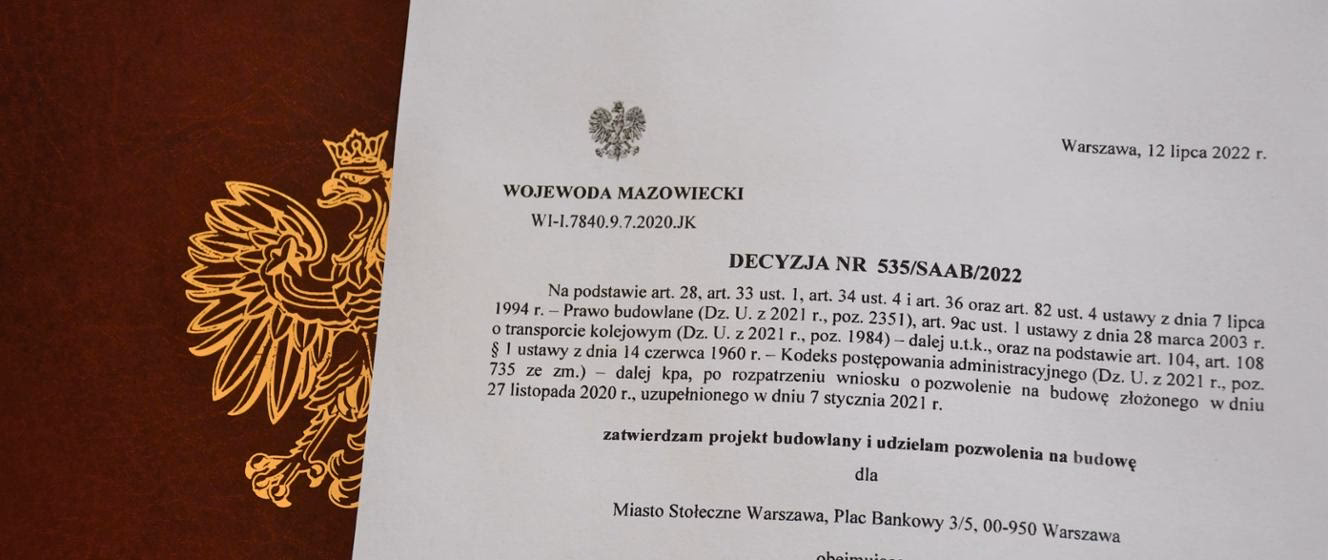 Warszawa, 12 lipca 2022 r.
WOJEWODA MAZOWIECKI
WI-I.7840.9.7.2020.JK
DECYZJA NR 535/SAAB/2022
Na podstawie art. 28, art. 33 ust. 1, art. 34 ust. 4 i art. 36 oraz art. 82 ust. 4 ustawy z dnia 7 lipca
1994 r. – Prawo budowlane (Dz. U. z 2021 r., poz. 2351), art. 9ac ust. 1 ustawy z dnia 28 marca 2003 r.
o transporcie kolejowym (Dz. U. z 2021 r., poz. 1984) – dalej u.t.k., oraz na podstawie art. 104, art. 108
§ 1 ustawy z dnia 14 czerwca 1960 r. – Kodeks postępowania administracyjnego (Dz. U. z 2021 r., poz.
735 ze zm.) – dalej kpa, po rozpatrzeniu wniosku o pozwolenie na budowę złożonego w dniu
27 listopada 2020 r., uzupełnionego w dniu 7 stycznia 2021 r.
zatwierdzam projekt budowlany i udzielam pozwolenia na budowę
dla
Miasto Stołeczne Warszawa, Plac Bankowy 3/5, 00-950 Warszawa